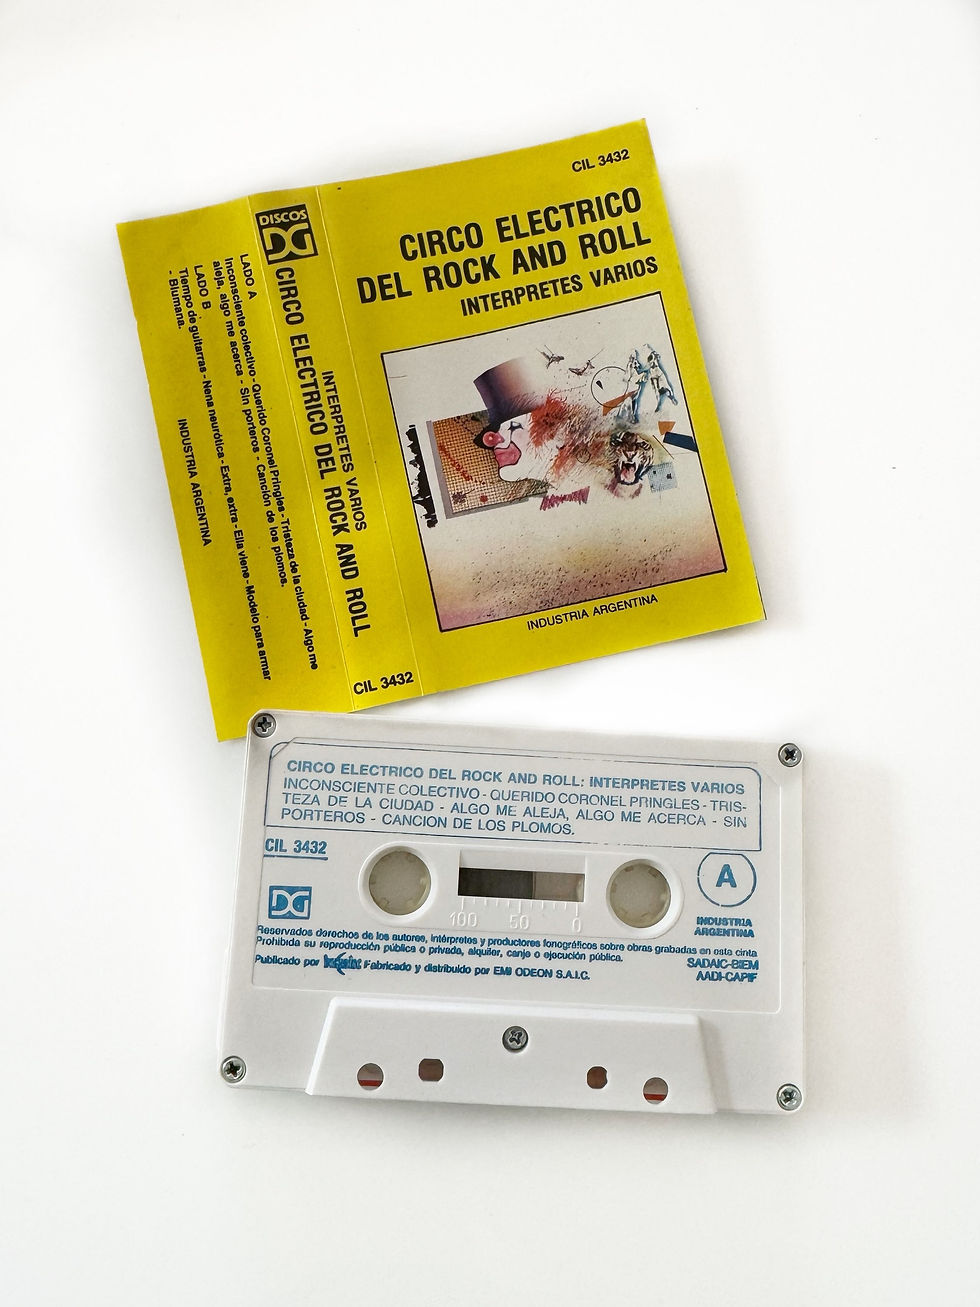 CIL 3432
CIRCO ELECTRICO
DEL ROCK AND ROLL
INTERPRETES VARIOS
INDUSTRIA ARGENTINA
DISCOS
DG
INTERPRETES VARIOS
CIRCO ELECTRICO DEL ROCK AND ROLL
CIL 3432
LADO A
Inconsciente colectivo - Querido Coronel Pringles - Tristeza de la ciudad - Algo me
aleja, algo me acerca - Sin porteros - Canción de los plomos.
LADO B
Tiempo de guitarras - Nena neurótica - Extra, extra - Ella viene - Modelo para armar
- Blumana.
INDUSTRIA ARGENTINA
CIRCO ELECTRICO DEL ROCK AND ROLL: INTERPRETES VARIOS
INCONSCIENTE COLECTIVO - QUERIDO CORONEL PRINGLES - TRIS-
TEZA DE LA CIUDAD - ALGO ME ALEJA, ALGO ME ACERCA - SIN
PORTEROS - CANCION DE LOS PLOMOS.
CIL 3432
A
100 50 0
DG
INDUSTRIA
ARGENTINA
Reservados derechos de los autores, intérpretes y productores fonográficos sobre obras grabadas en esta cinta
Prohibida su reproducción pública o privada, alquiler, canje o ejecución pública.
SADAIC-BIEM
Publicado por Fabricado y distribuido por EMI ODEON S.A.I.C.
AADI-CAPIF